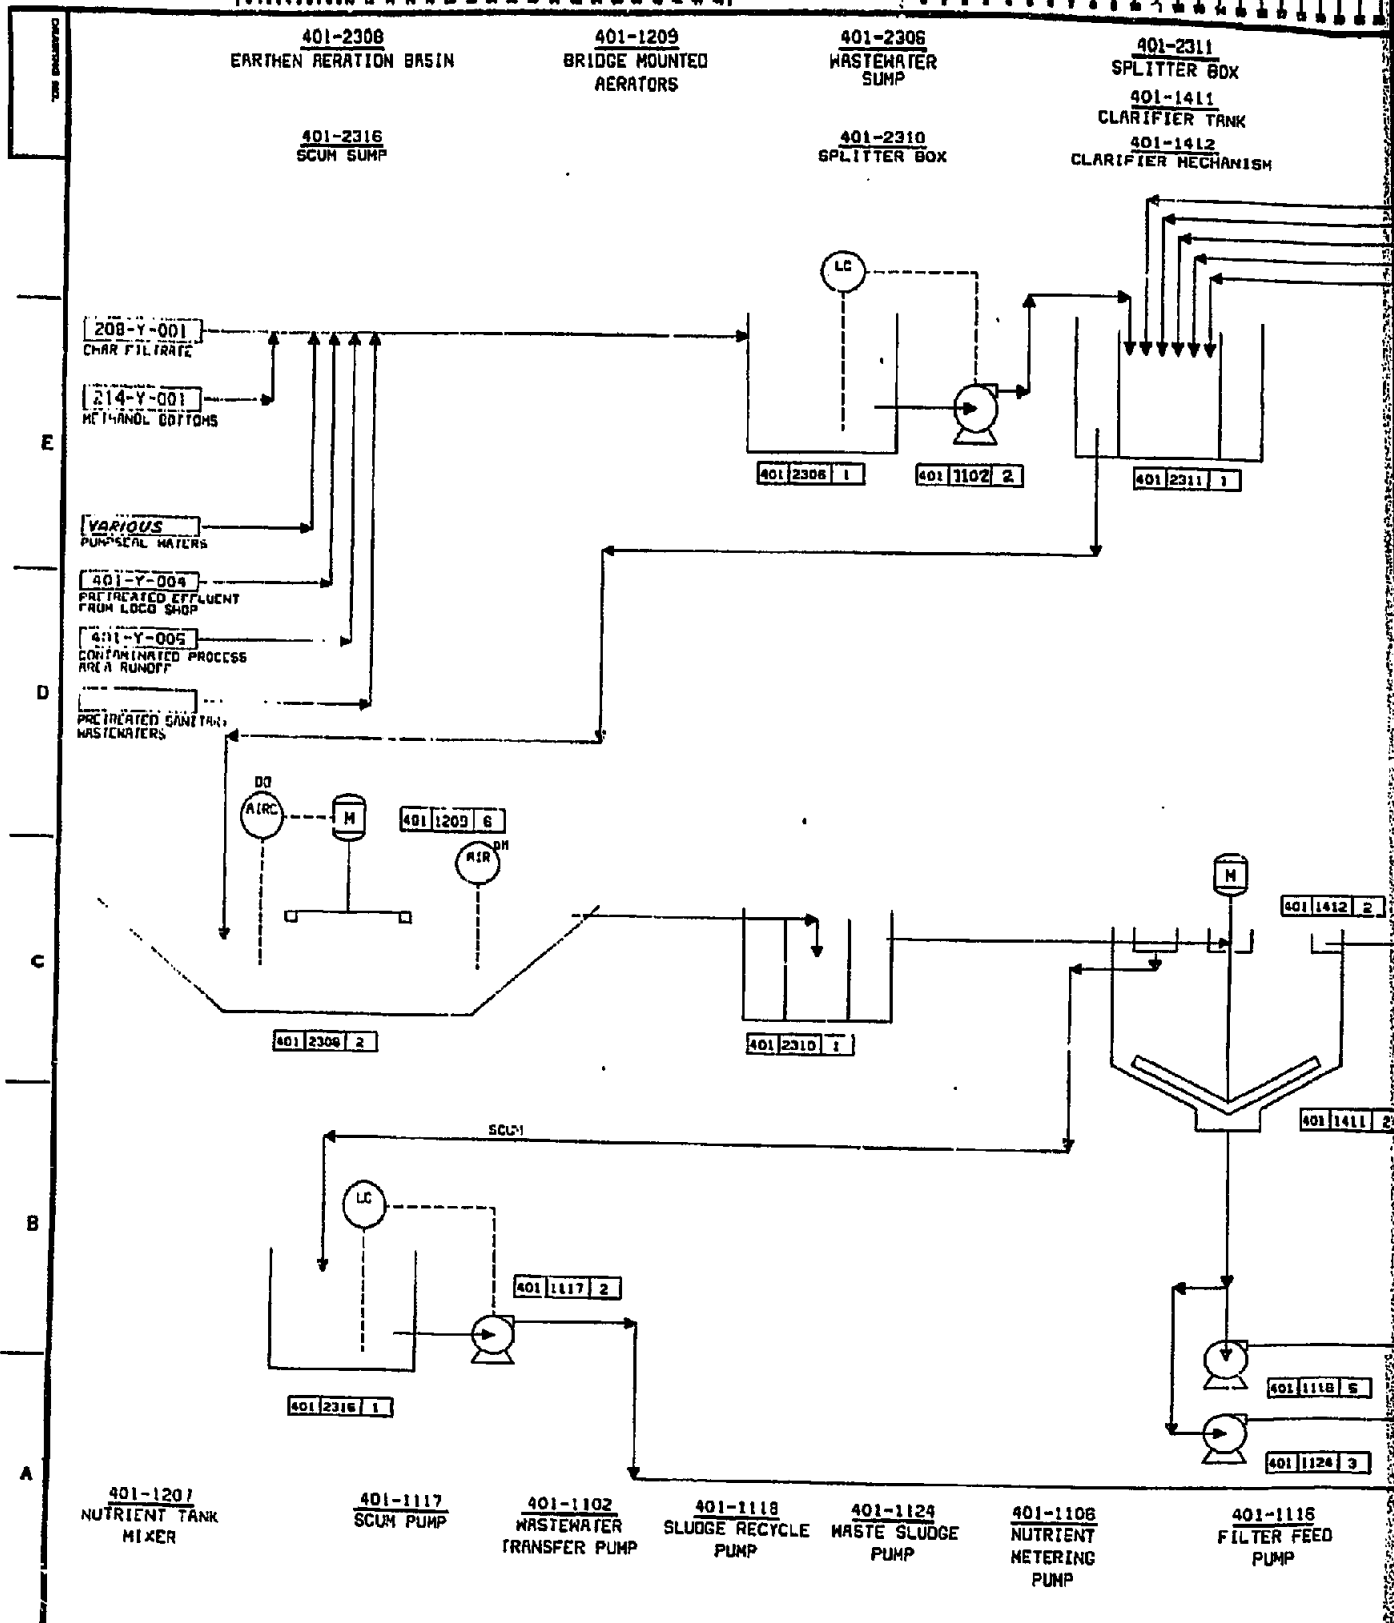 401-2308
EARTHEN AERATION BASIN
401-2316
SCUM SUMP
401-1209
BRIDGE MOUNTED
AERATORS
401-2306
WASTEWATER
SUMP
401-2310
SPLITTER BOX
401-2311
SPLITTER BOX
401-1411
CLARIFIER TANK
401-1412
CLARIFIER MECHANISM
LC
208-Y-001
CHAR FILTRATE
214-Y-001
METHANOL BOTTOMS
E
401 2306 1
401 1102 2
401 2311 1
VARIOUS
PUMPSEAL WATERS
401-Y-004
PRETREATED EFFLUENT
FROM LOCO SHOP
401-Y-005
CONTAMINATED PROCESS
AREA RUNOFF
D
PRETREATED SANITARY
WASTEWATERS
DO
AIRC
M
401 1209 6
AIR
M
401 1412 2
C
401 2308 2
401 2310 1
401 1411 2
SCUM
LC
B
401 1117 2
401 1118 5
401 2316 1
401 1124 3
A
401-1207
NUTRIENT TANK
MIXER
401-1117
SCUM PUMP
401-1102
WASTEWATER
TRANSFER PUMP
401-1118
SLUDGE RECYCLE
PUMP
401-1124
WASTE SLUDGE
PUMP
401-1106
NUTRIENT
METERING
PUMP
401-1116
FILTER FEED
PUMP